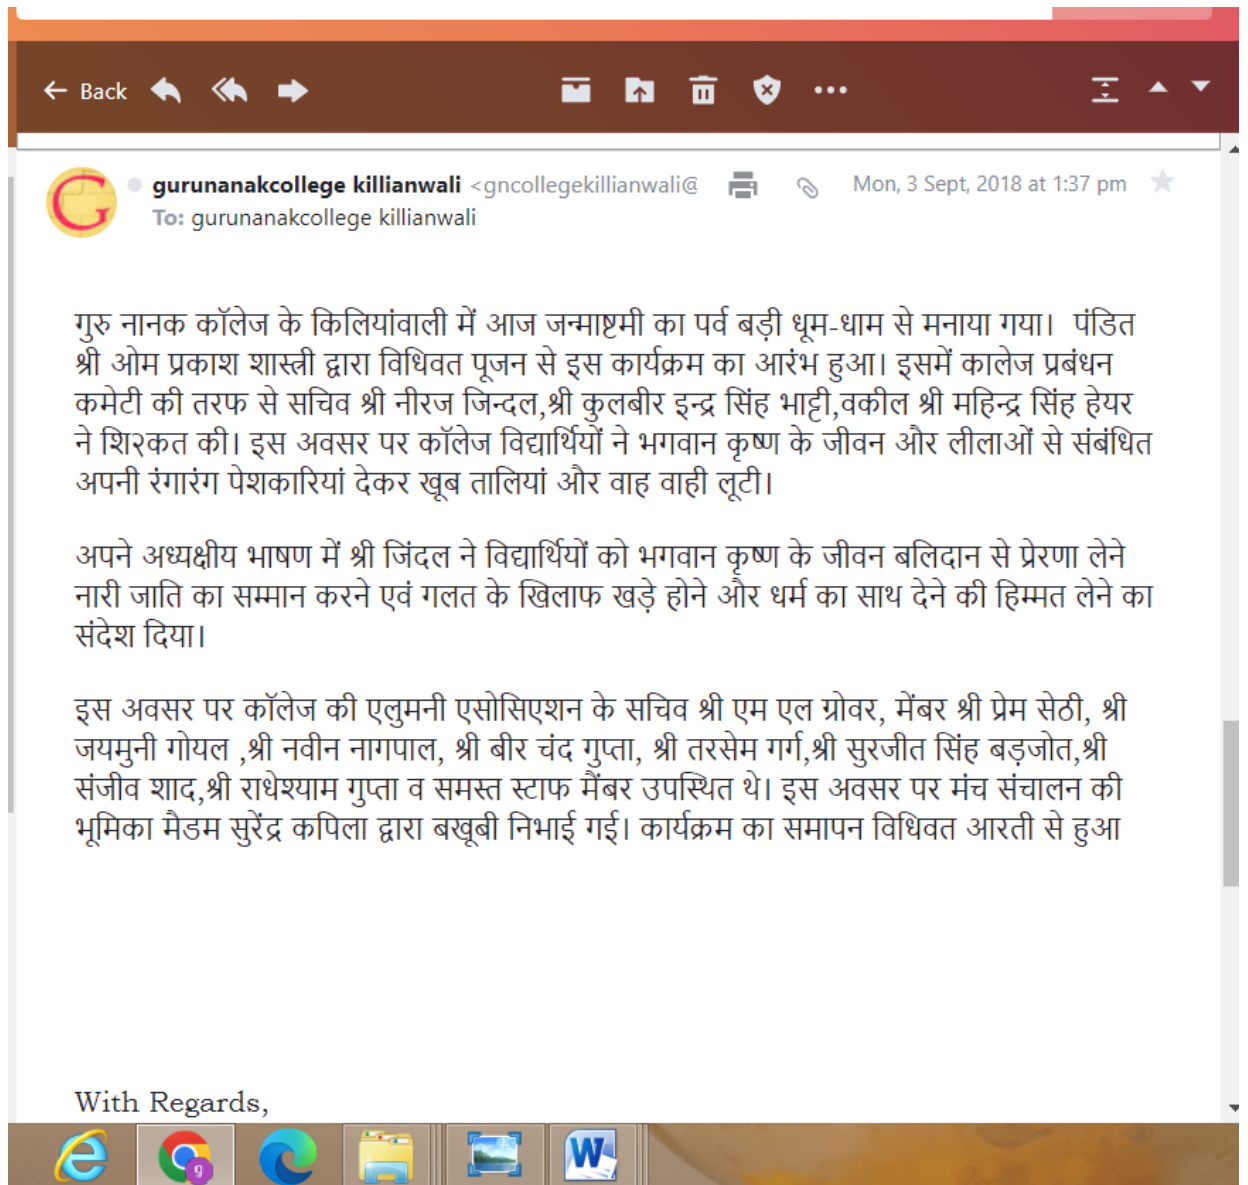 Back
gurunanakcollege killianwali <gncollegekillianwali@
Mon, 3 Sept, 2018 at 1:37 pm
To: gurunanakcollege killianwali
गुरु नानक कॉलेज के किलियांवाली में आज जन्माष्टमी का पर्व बड़ी धूम-धाम से मनाया गया।  पंडित
श्री ओम प्रकाश शास्त्री द्वारा विधिवत पूजन से इस कार्यक्रम का आरंभ हुआ। इसमें कालेज प्रबंधन
कमेटी की तरफ से सचिव श्री नीरज जिन्दल,श्री कुलबीर इन्द्र सिंह भाट्टी,वकील श्री महिन्द्र सिंह हेयर
ने शि२कत की। इस अवसर पर कॉलेज विद्यार्थियों ने भगवान कृष्ण के जीवन और लीलाओं से संबंधित
अपनी रंगारंग पेशकारियां देकर खूब तालियां और वाह वाही लूटी।
अपने अध्यक्षीय भाषण में श्री जिंदल ने विद्यार्थियों को भगवान कृष्ण के जीवन बलिदान से प्रेरणा लेने
नारी जाति का सम्मान करने एवं गलत के खिलाफ खड़े होने और धर्म का साथ देने की हिम्मत लेने का
संदेश दिया।
इस अवसर पर कॉलेज की एलुमनी एसोसिएशन के सचिव श्री एम एल ग्रोवर, मेंबर श्री प्रेम सेठी, श्री
जयमुनी गोयल ,श्री नवीन नागपाल, श्री बीर चंद गुप्ता, श्री तरसेम गर्ग,श्री सुरजीत सिंह बड़जोत,श्री
संजीव शाद,श्री राधेश्याम गुप्ता व समस्त स्टाफ मैंबर उपस्थित थे। इस अवसर पर मंच संचालन की
भूमिका मैडम सुरेंद्र कपिला द्वारा बखूबी निभाई गई। कार्यक्रम का समापन विधिवत आरती से हुआ
With Regards,